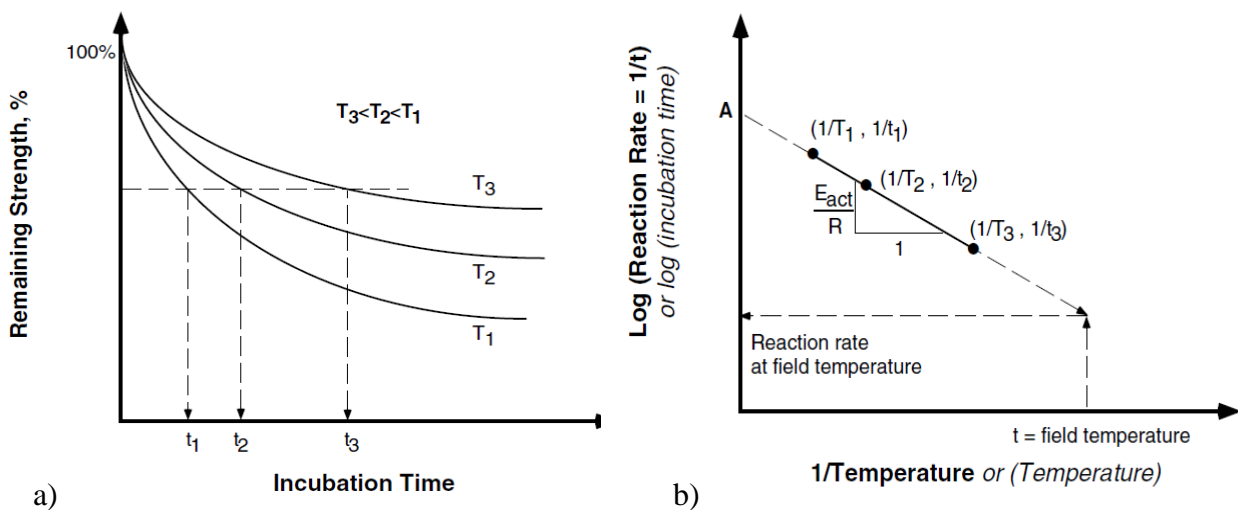 100%
Remaining Strength, %
T3<T2<T1
T3
T2
T1
t1 t2 t3
Incubation Time
a)
Log (Reaction Rate = 1/t)
or log (incubation time)
A
(1/T1 , 1/t1)
(1/T2 , 1/t2)
Eact
R
1
(1/T3 , 1/t3)
Reaction rate
at field temperature
t = field temperature
1/Temperature or (Temperature)
b)